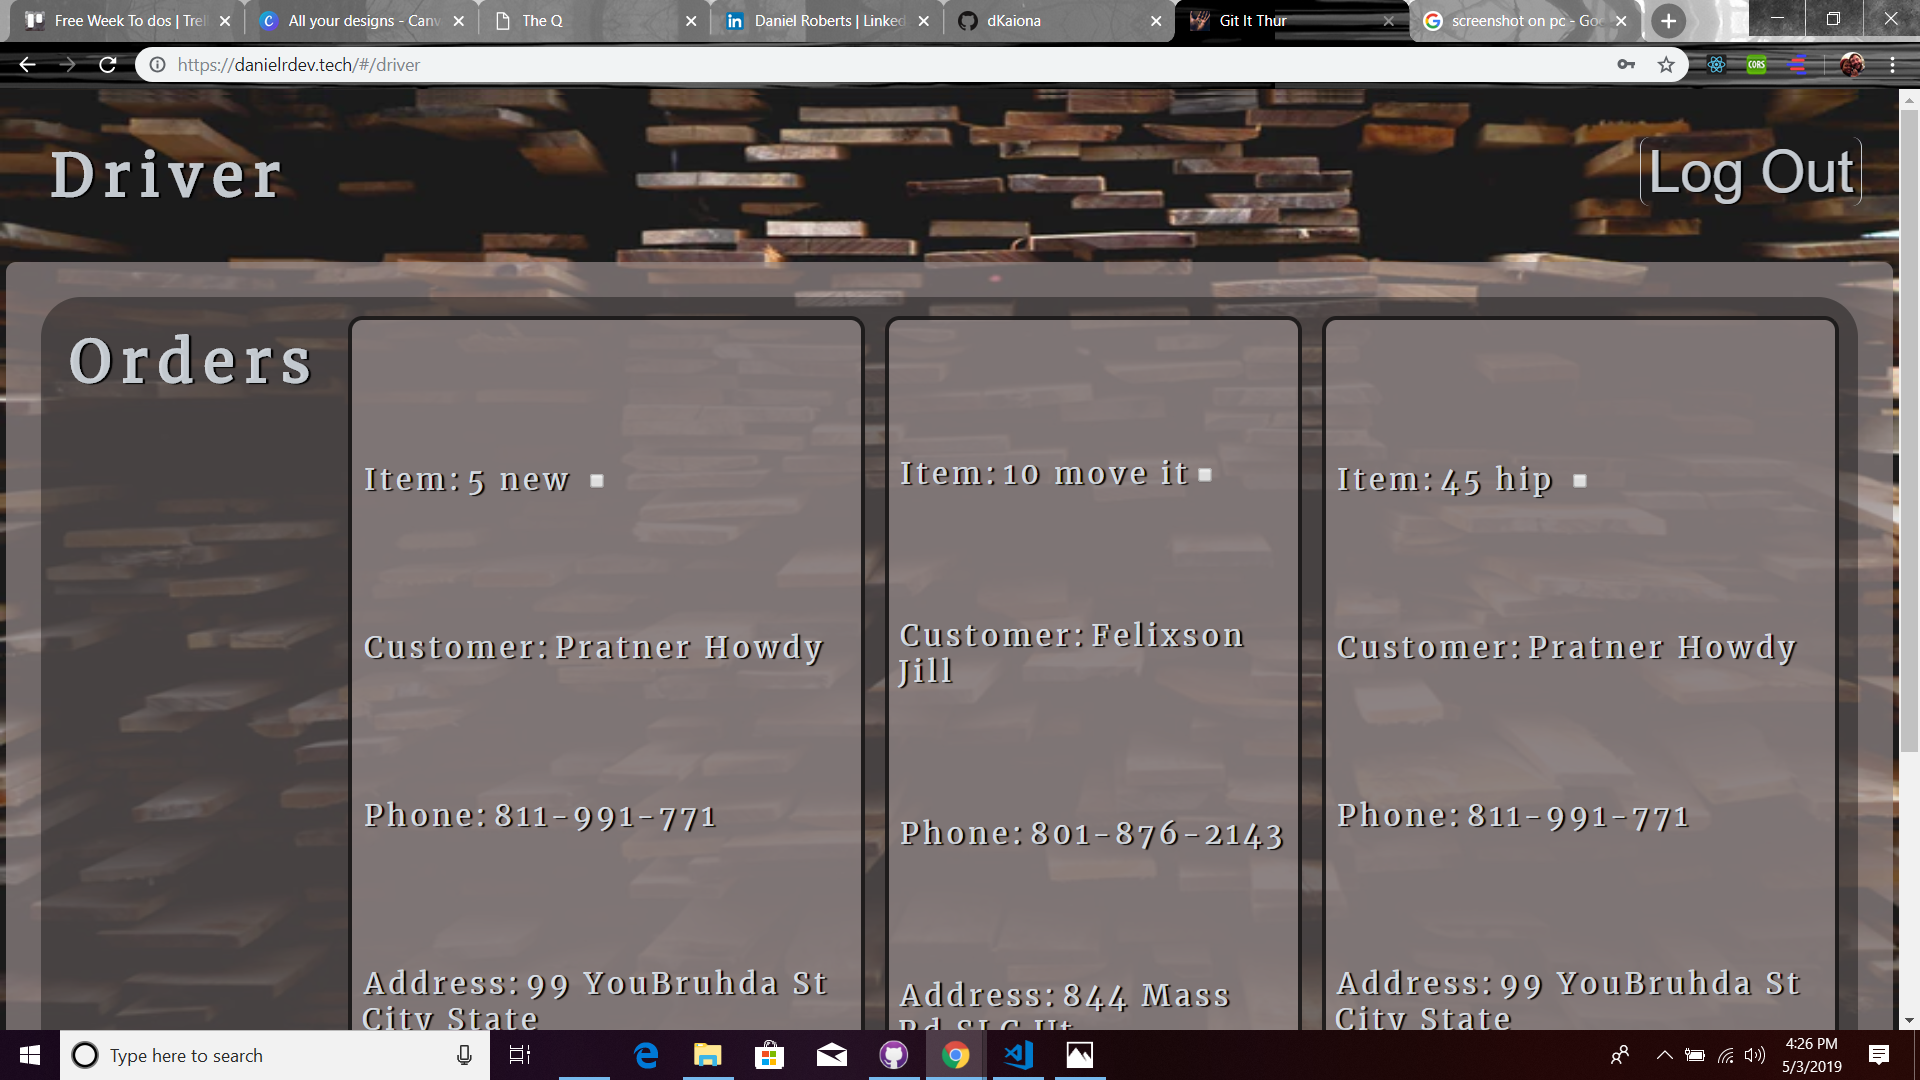 Free Week To dos | Trel
All your designs - Canv
The Q
Daniel Roberts | Linked
dKaiona
Git It Thur
screenshot on pc - Goo
https://danielrdev.tech/#/driver
CORS
Driver
Log Out
Orders
Item: 5 new
Customer: Pratner Howdy
Phone: 811-991-771
Address: 99 YouBruhda St
City State
Item: 10 move it
Customer: Felixson
Jill
Phone: 801-876-2143
Address: 844 Mass
Rd SLC Ut
Item: 45 hip
Customer: Pratner Howdy
Phone: 811-991-771
Address: 99 YouBruhda St
City State
Type here to search
4:26 PM
5/3/2019